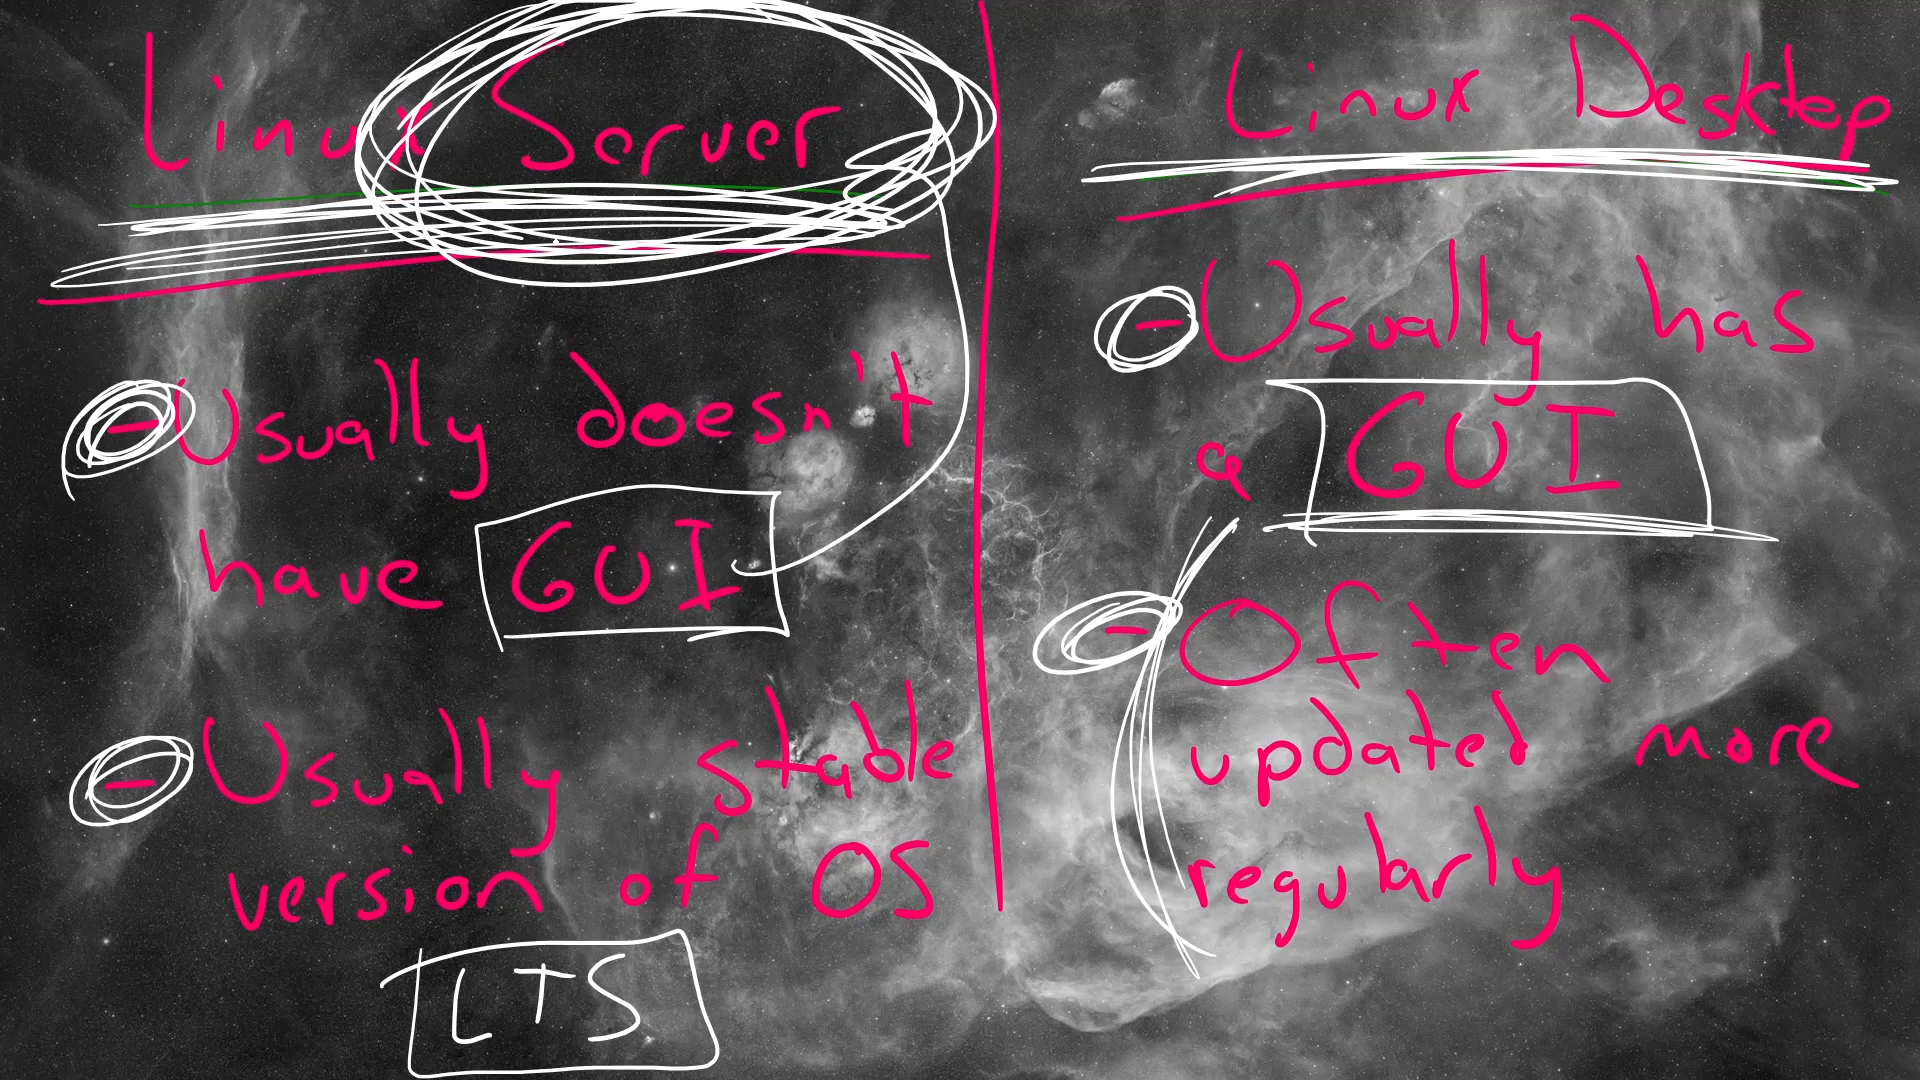 Linux Server
- Usually doesn't
have GUI
- Usually stable
version of OS
LTS
Linux Desktop
- Usually has
a GUI
- Often
updated more
regularly